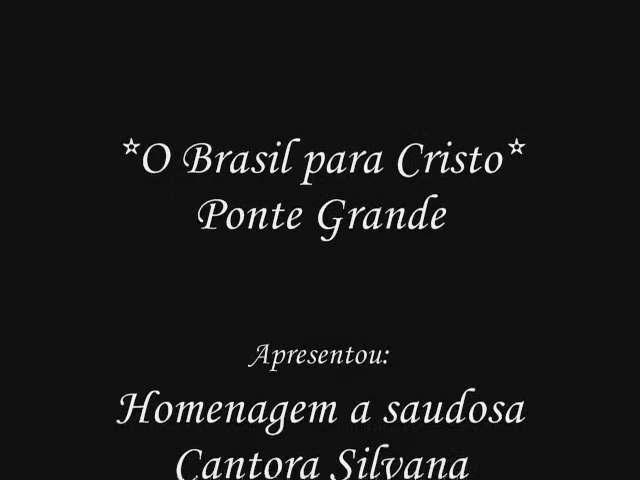 *O Brasil para Cristo*
Ponte Grande
Apresentou:
Homenagem a saudosa
Cantora Silvana